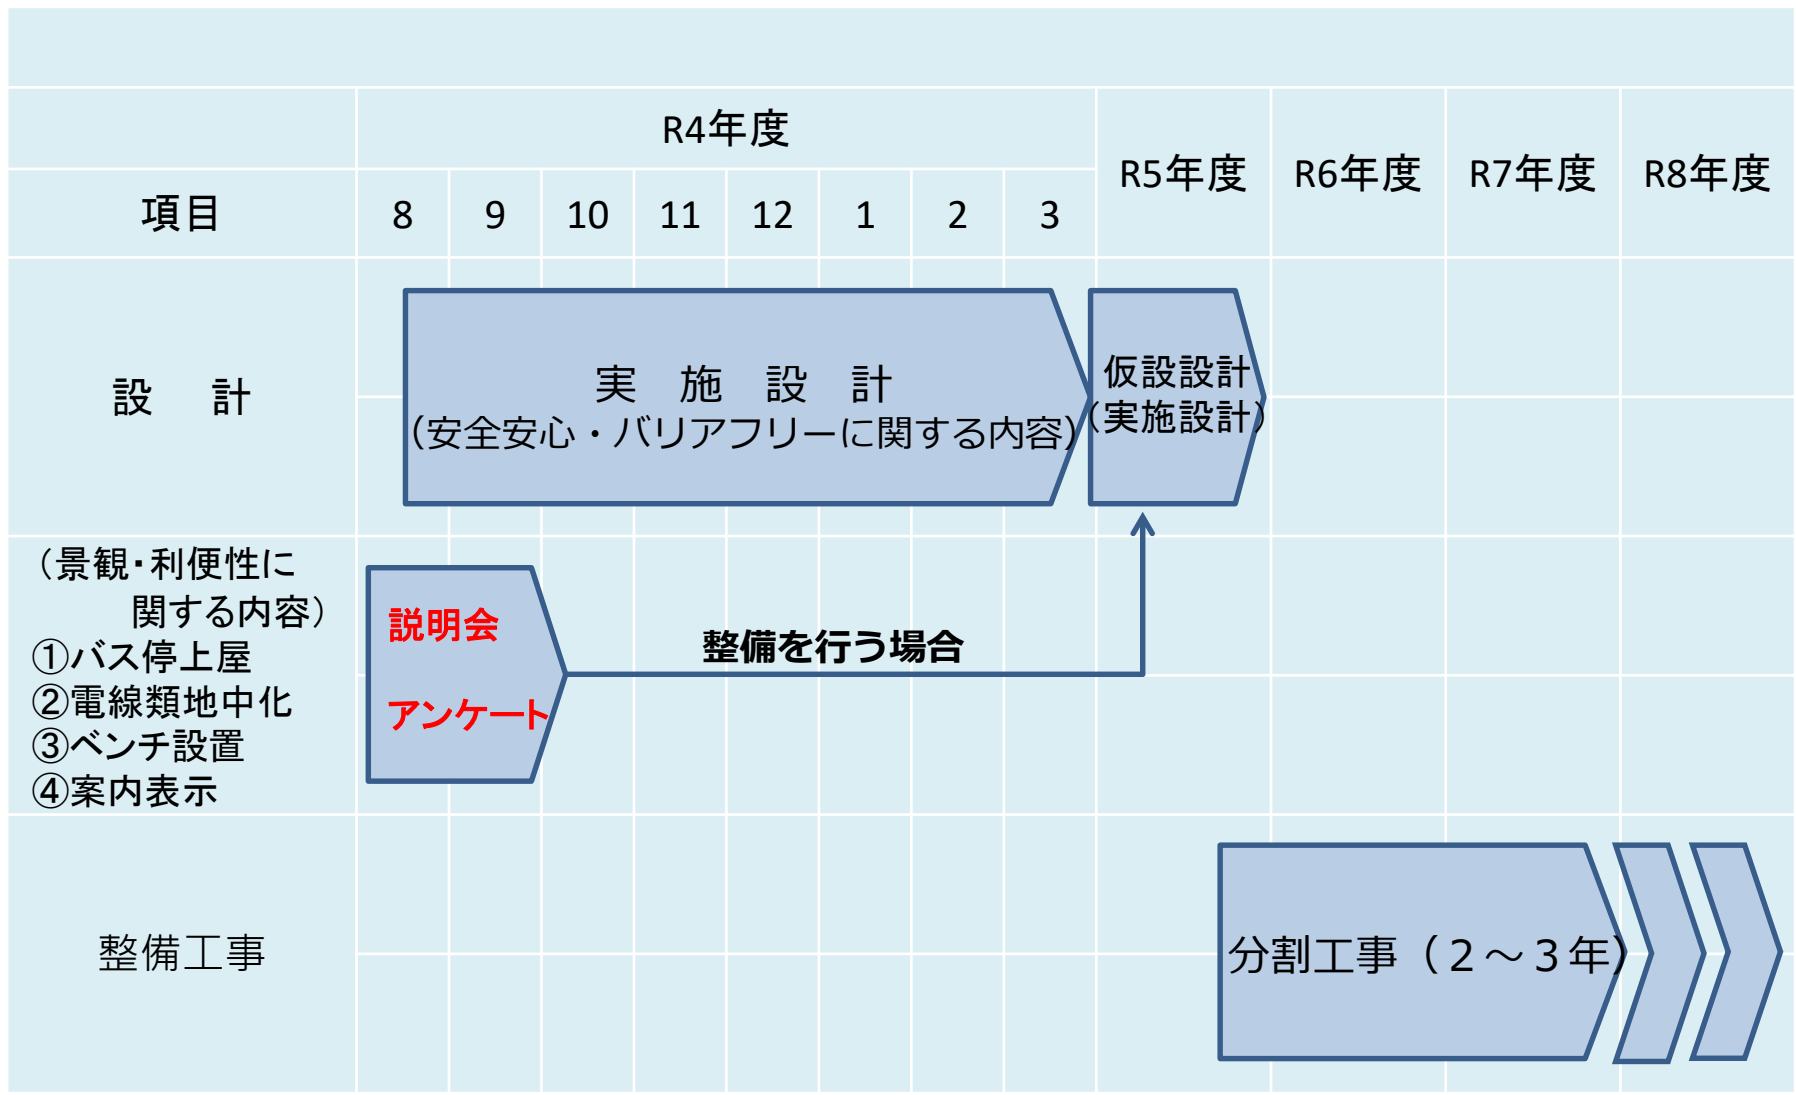 R4年度
R5年度 R6年度 R7年度 R8年度
項目 8 9 10 11 12 1 2 3
設　計
実　施　設　計
（安全安心・バリアフリーに関する内容）
仮設設計
（実施設計）
（景観・利便性に
関する内容）
①バス停上屋
②電線類地中化
③ベンチ設置
④案内表示
説明会
アンケート
整備を行う場合
整備工事
分割工事（２～３年）